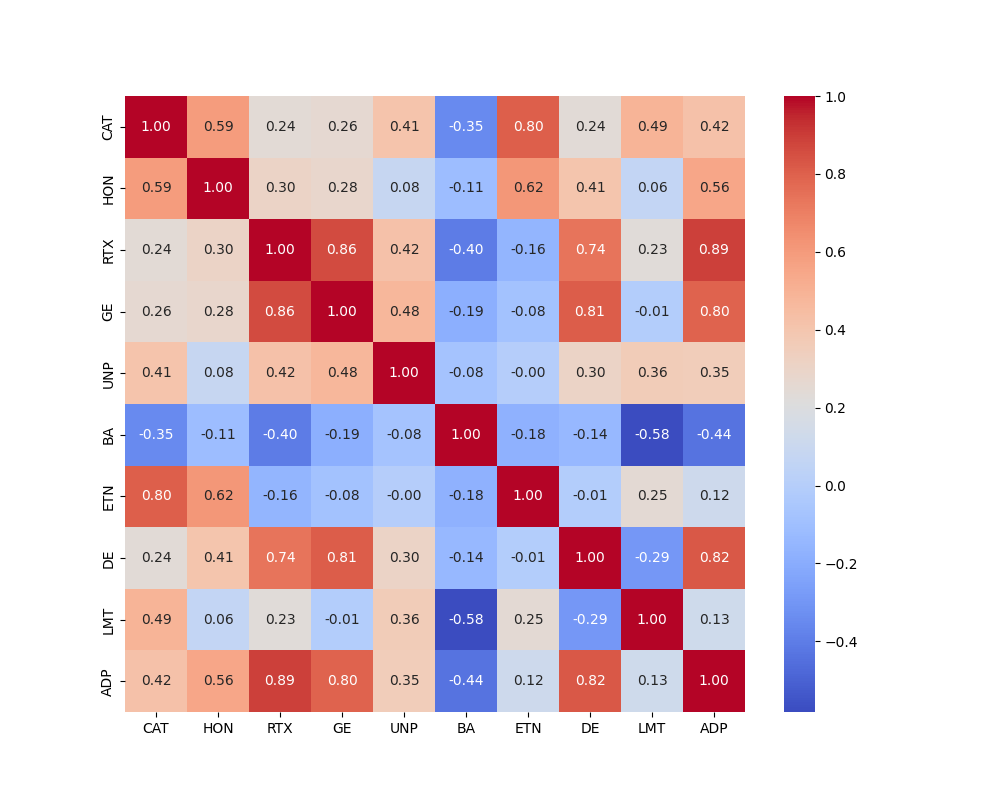 1.0
CAT 1.00 0.59 0.24 0.26 0.41 -0.35 0.80 0.24 0.49 0.42
0.8
HON 0.59 1.00 0.30 0.28 0.08 -0.11 0.62 0.41 0.06 0.56
RTX 0.24 0.30 1.00 0.86 0.42 -0.40 -0.16 0.74 0.23 0.89
0.6
GE 0.26 0.28 0.86 1.00 0.48 -0.19 -0.08 0.81 -0.01 0.80
0.4
UNP 0.41 0.08 0.42 0.48 1.00 -0.08 -0.00 0.30 0.36 0.35
0.2
BA -0.35 -0.11 -0.40 -0.19 -0.08 1.00 -0.18 -0.14 -0.58 -0.44
0.0
ETN 0.80 0.62 -0.16 -0.08 -0.00 -0.18 1.00 -0.01 0.25 0.12
DE 0.24 0.41 0.74 0.81 0.30 -0.14 -0.01 1.00 -0.29 0.82
−0.2
LMT 0.49 0.06 0.23 -0.01 0.36 -0.58 0.25 -0.29 1.00 0.13
−0.4
ADP 0.42 0.56 0.89 0.80 0.35 -0.44 0.12 0.82 0.13 1.00
CAT HON RTX GE UNP BA ETN DE LMT ADP